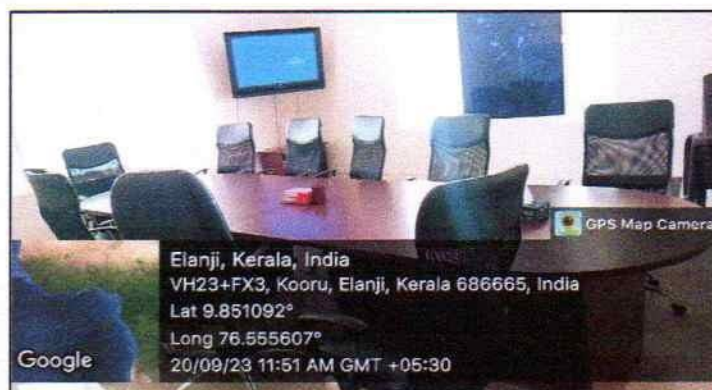 GPS Map Camera
Elanji, Kerala, India
VH23+FX3, Kooru, Elanji, Kerala 686665, India
Lat 9.851092°
Long 76.555607°
20/09/23 11:51 AM GMT +05:30
Google